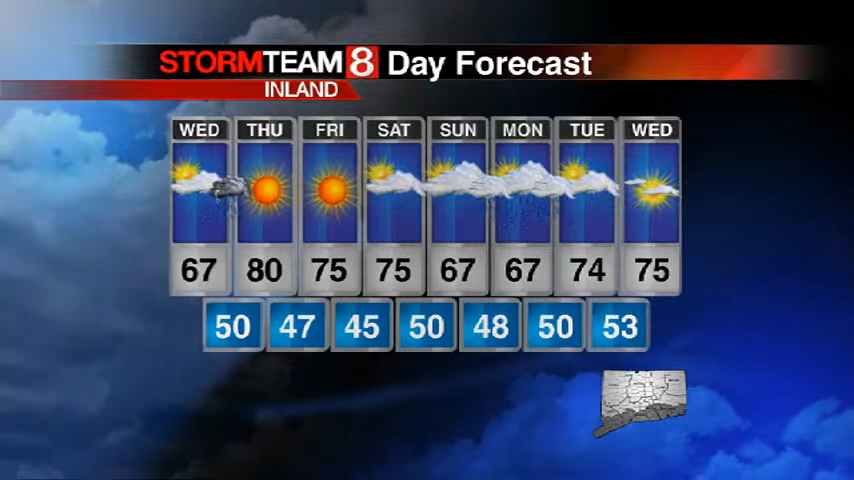 STORMTEAM 8 Day Forecast
INLAND
WED THU FRI SAT SUN MON TUE WED
67 80 75 75 67 67 74 75
50 47 45 50 48 50 53